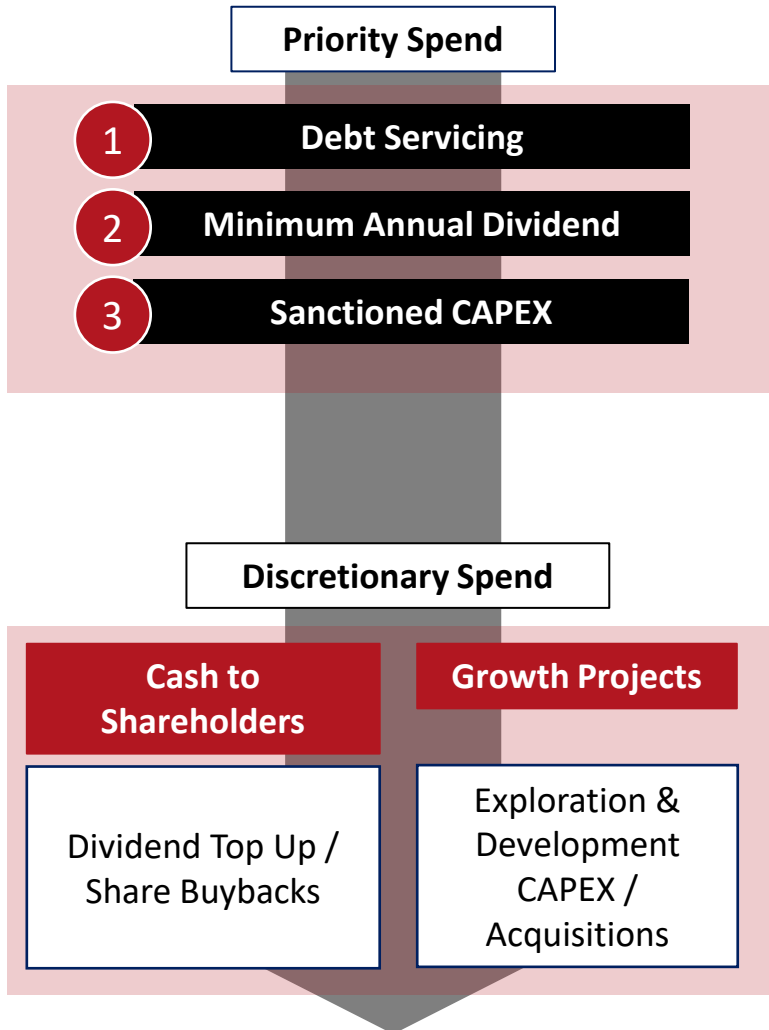 Priority Spend
1 Debt Servicing
2 Minimum Annual Dividend
3 Sanctioned CAPEX
Discretionary Spend
Cash to
Shareholders
Dividend Top Up /
Share Buybacks
Growth Projects
Exploration &
Development
CAPEX /
Acquisitions